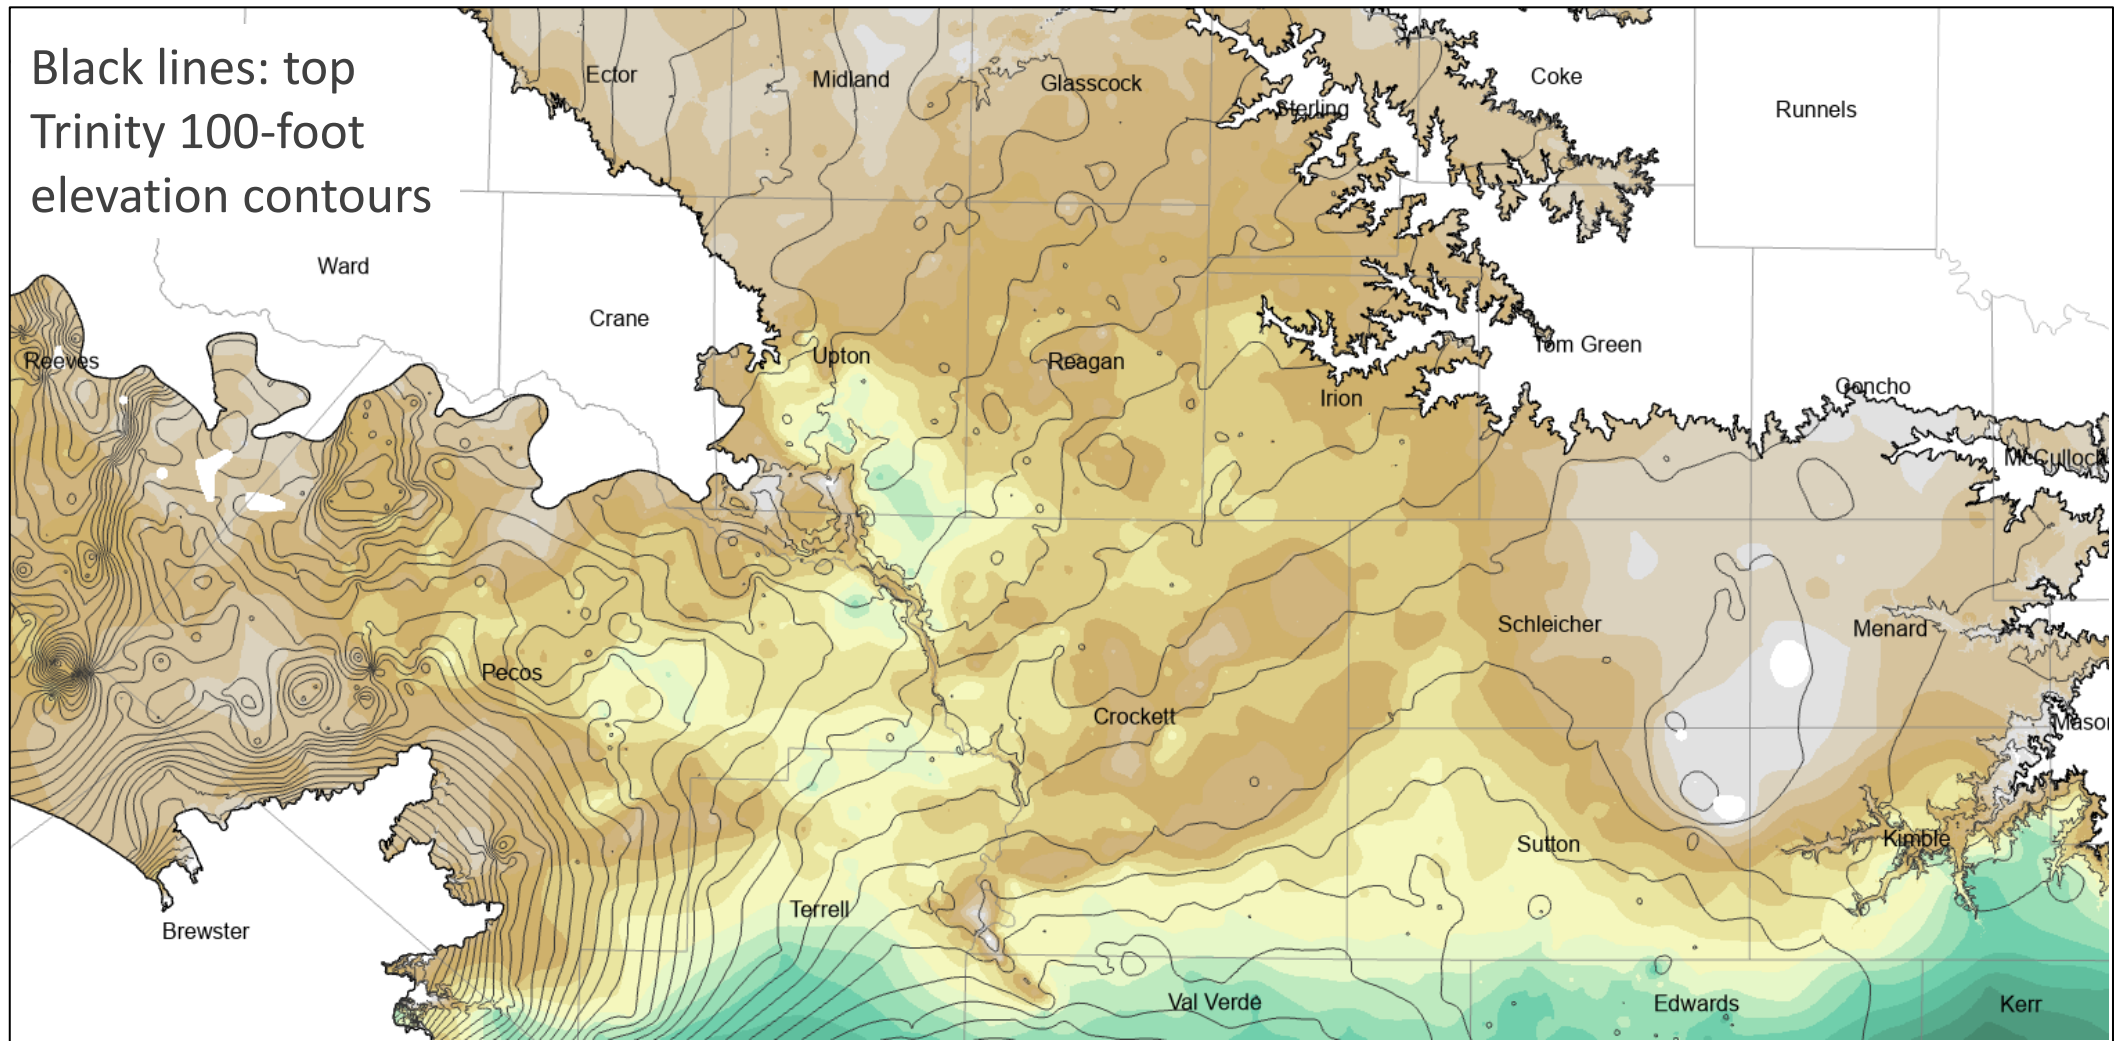 Black lines: top
Trinity 100-foot
elevation contours
Ector
Midland
Glasscock
Sterling
Coke
Runnels
Ward
Crane
Reeves
Upton
Reagan
Irion
Tom Green
Concho
McCulloch
Pecos
Crockett
Schleicher
Menard
Mason
Sutton
Kimble
Terrell
Brewster
Val Verde
Edwards
Kerr